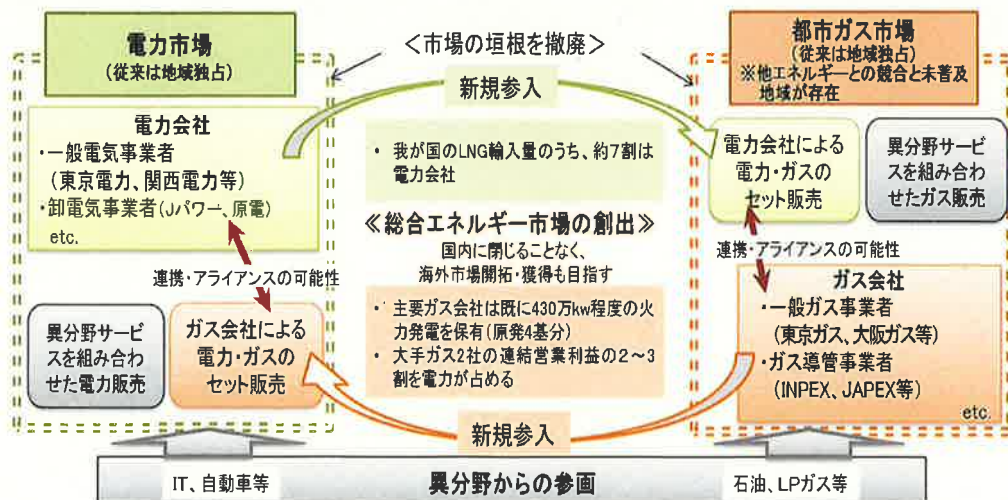 電力市場
(従来は地域独占)
<市場の垣根を撤廃>
都市ガス市場
(従来は地域独占)
※他エネルギーとの競合と未普及
地域が存在
新規参入
電力会社
・一般電気事業者
(東京電力、関西電力等)
・卸電気事業者(Jパワー、原電)
etc.
・ 我が国のLNG輸入量のうち、約7割は
電力会社
電力会社による
電力・ガスの
セット販売
異分野サービ
スを組み合わ
せたガス販売
≪総合エネルギー市場の創出≫
国内に閉じることなく、
海外市場開拓・獲得も目指す
連携・アライアンスの可能性
連携・アライアンスの可能性
異分野サービ
スを組み合わ
せた電力販売
ガス会社による
電力・ガスの
セット販売
・ 主要ガス会社は既に430万kw程度の火
力発電を保有(原発4基分)
・ 大手ガス2社の連結営業利益の2~3
割を電力が占める
ガス会社
・一般ガス事業者
(東京ガス、大阪ガス等)
・ガス導管事業者
(INPEX、JAPEX等)
etc.
新規参入
IT、自動車等
異分野からの参画
石油、LPガス等